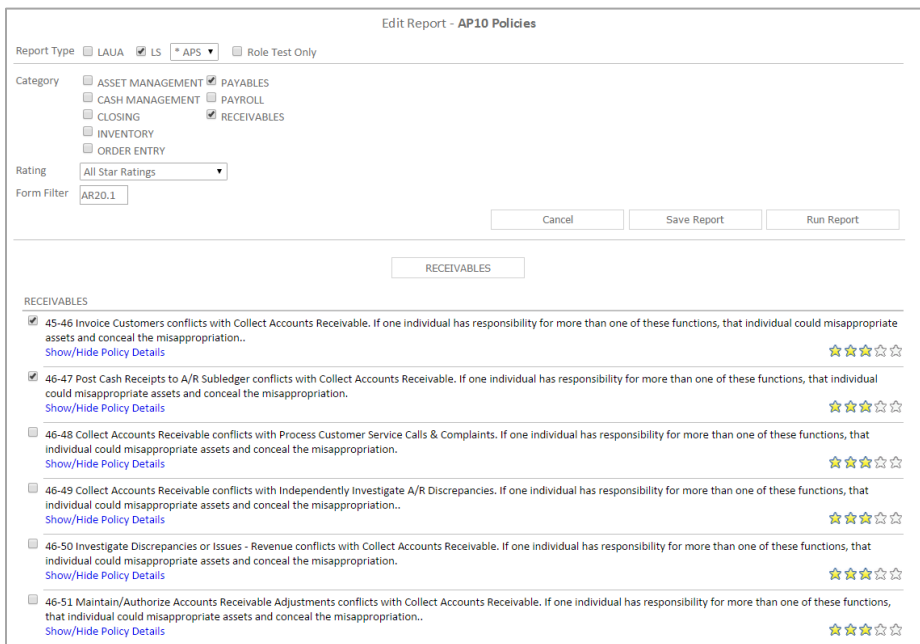 Edit Report - AP10 Policies
Report Type LAUA LS * APS Role Test Only
Category ASSET MANAGEMENT PAYABLES
CASH MANAGEMENT PAYROLL
CLOSING RECEIVABLES
INVENTORY
ORDER ENTRY
Rating All Star Ratings
Form Filter AR20.1
Cancel Save Report Run Report
RECEIVABLES
RECEIVABLES
45-46 Invoice Customers conflicts with Collect Accounts Receivable. If one individual has responsibility for more than one of these functions, that individual could misappropriate
assets and conceal the misappropriation..
Show/Hide Policy Details
46-47 Post Cash Receipts to A/R Subledger conflicts with Collect Accounts Receivable. If one individual has responsibility for more than one of these functions, that individual
could misappropriate assets and conceal the misappropriation.
Show/Hide Policy Details
46-48 Collect Accounts Receivable conflicts with Process Customer Service Calls & Complaints. If one individual has responsibility for more than one of these functions, that
individual could misappropriate assets and conceal the misappropriation.
Show/Hide Policy Details
46-49 Collect Accounts Receivable conflicts with Independently Investigate A/R Discrepancies. If one individual has responsibility for more than one of these functions, that
individual could misappropriate assets and conceal the misappropriation..
Show/Hide Policy Details
46-50 Investigate Discrepancies or Issues - Revenue conflicts with Collect Accounts Receivable. If one individual has responsibility for more than one of these functions, that
individual could misappropriate assets and conceal the misappropriation.
Show/Hide Policy Details
46-51 Maintain/Authorize Accounts Receivable Adjustments conflicts with Collect Accounts Receivable. If one individual has responsibility for more than one of these functions,
that individual could misappropriate assets and conceal the misappropriation..
Show/Hide Policy Details